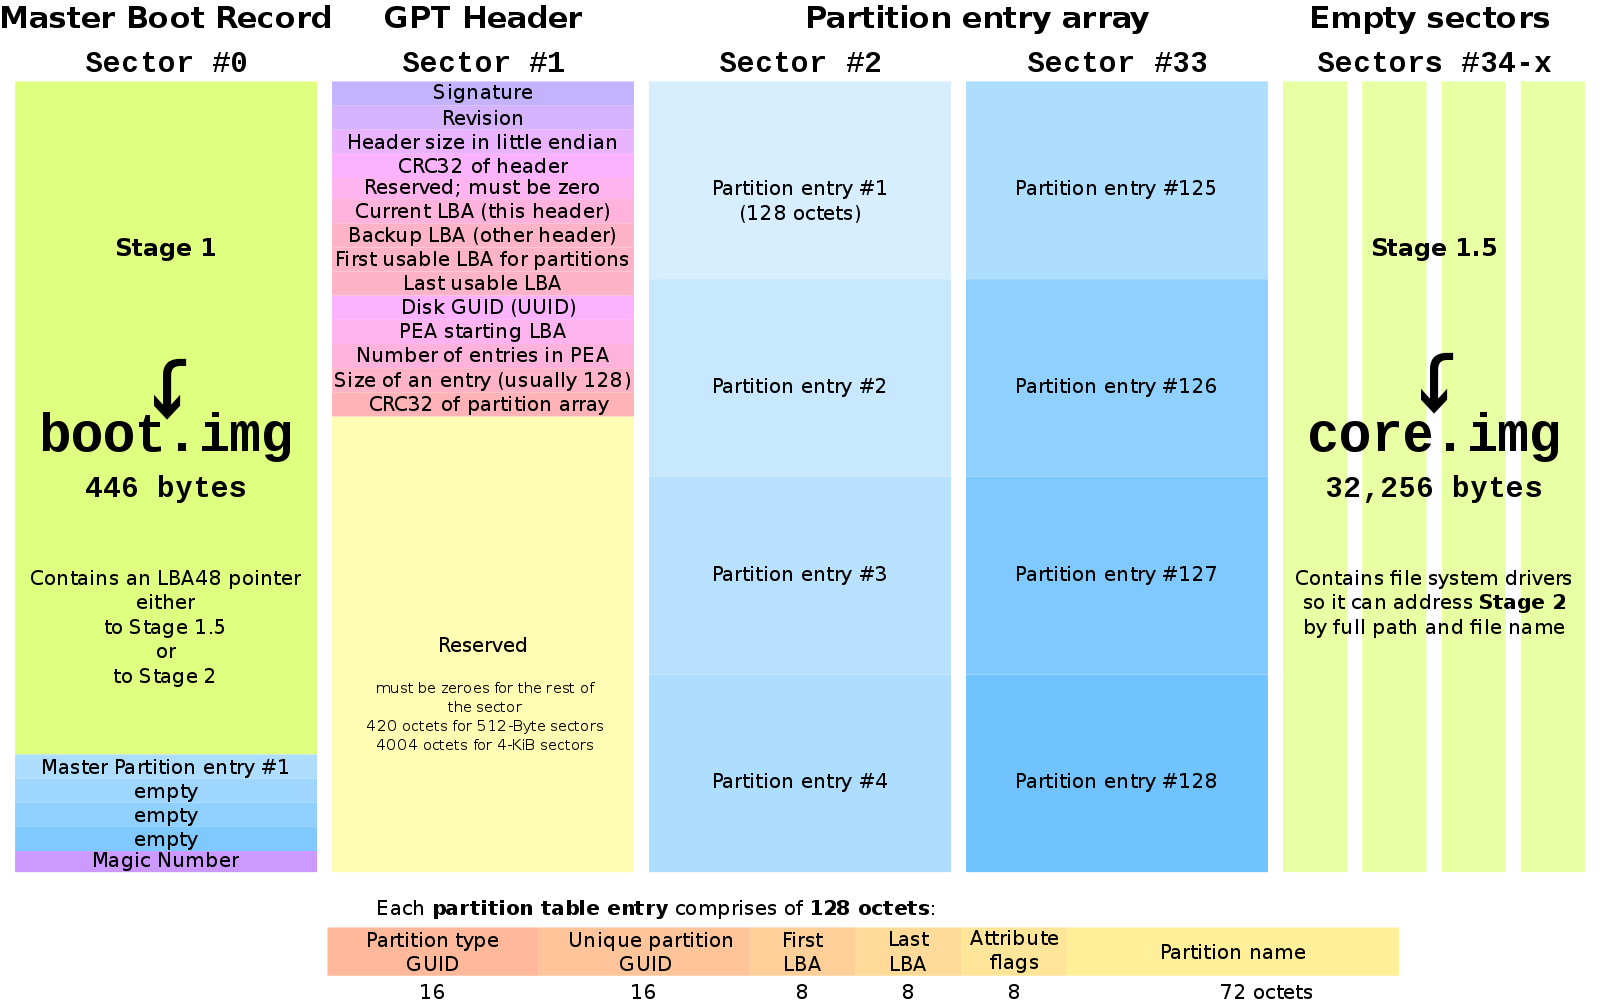 Master Boot Record
Sector #0
Stage 1
boot.img
446 bytes
Contains an LBA48 pointer
either
to Stage 1.5
or
to Stage 2
Master Partition entry #1
empty
empty
empty
Magic Number
GPT Header
Sector #1
Signature
Revision
Header size in little endian
CRC32 of header
Reserved; must be zero
Current LBA (this header)
Backup LBA (other header)
First usable LBA for partitions
Last usable LBA
Disk GUID (UUID)
PEA starting LBA
Number of entries in PEA
Size of an entry (usually 128)
CRC32 of partition array
Reserved
must be zeroes for the rest of
the sector
420 octets for 512-Byte sectors
4004 octets for 4-KiB sectors
Partition entry array
Sector #2
Partition entry #1
(128 octets)
Partition entry #2
Partition entry #3
Partition entry #4
Sector #33
Partition entry #125
Partition entry #126
Partition entry #127
Partition entry #128
Empty sectors
Sectors #34-x
Stage 1.5
core.img
32,256 bytes
Contains file system drivers
so it can address Stage 2
by full path and file name
Each partition table entry comprises of 128 octets:
Partition type
GUID
16
Unique partition
GUID
16
First
LBA
8
Last
LBA
8
Attribute
flags
8
Partition name
72 octets